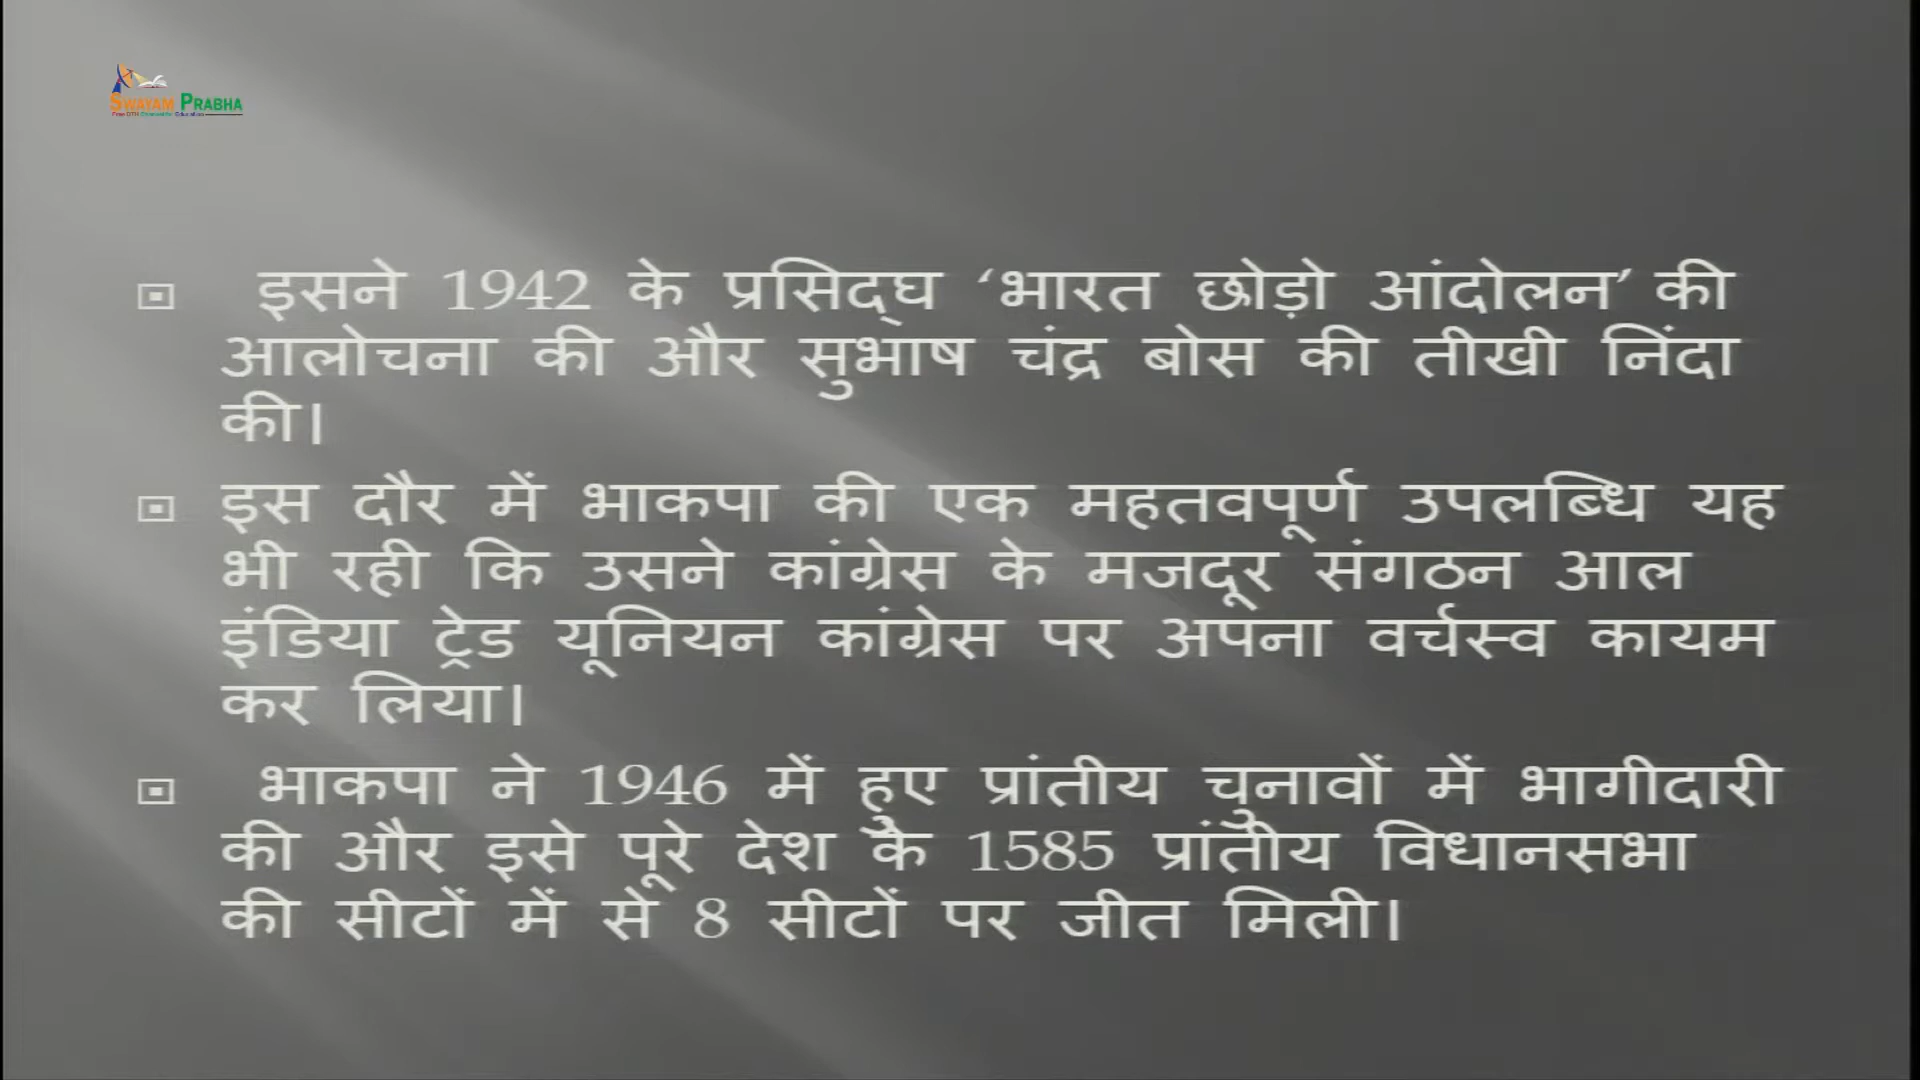 SWAYAM PRABHA
इसने 1942 के प्रसिद्घ ‘भारत छोड़ो आंदोलन’ की
आलोचना की और सुभाष चंद्र बोस की तीखी निंदा
की।
इस दौर में भाकपा की एक महतवपूर्ण उपलब्धि यह
भी रही कि उसने कांग्रेस के मजदूर संगठन आल
इंडिया ट्रेड यूनियन कांग्रेस पर अपना वर्चस्व कायम
कर लिया।
भाकपा ने 1946 में हुए प्रांतीय चुनावों में भागीदारी
की और इसे पूरे देश के 1585 प्रांतीय विधानसभा
की सीटों में से 8 सीटों पर जीत मिली।